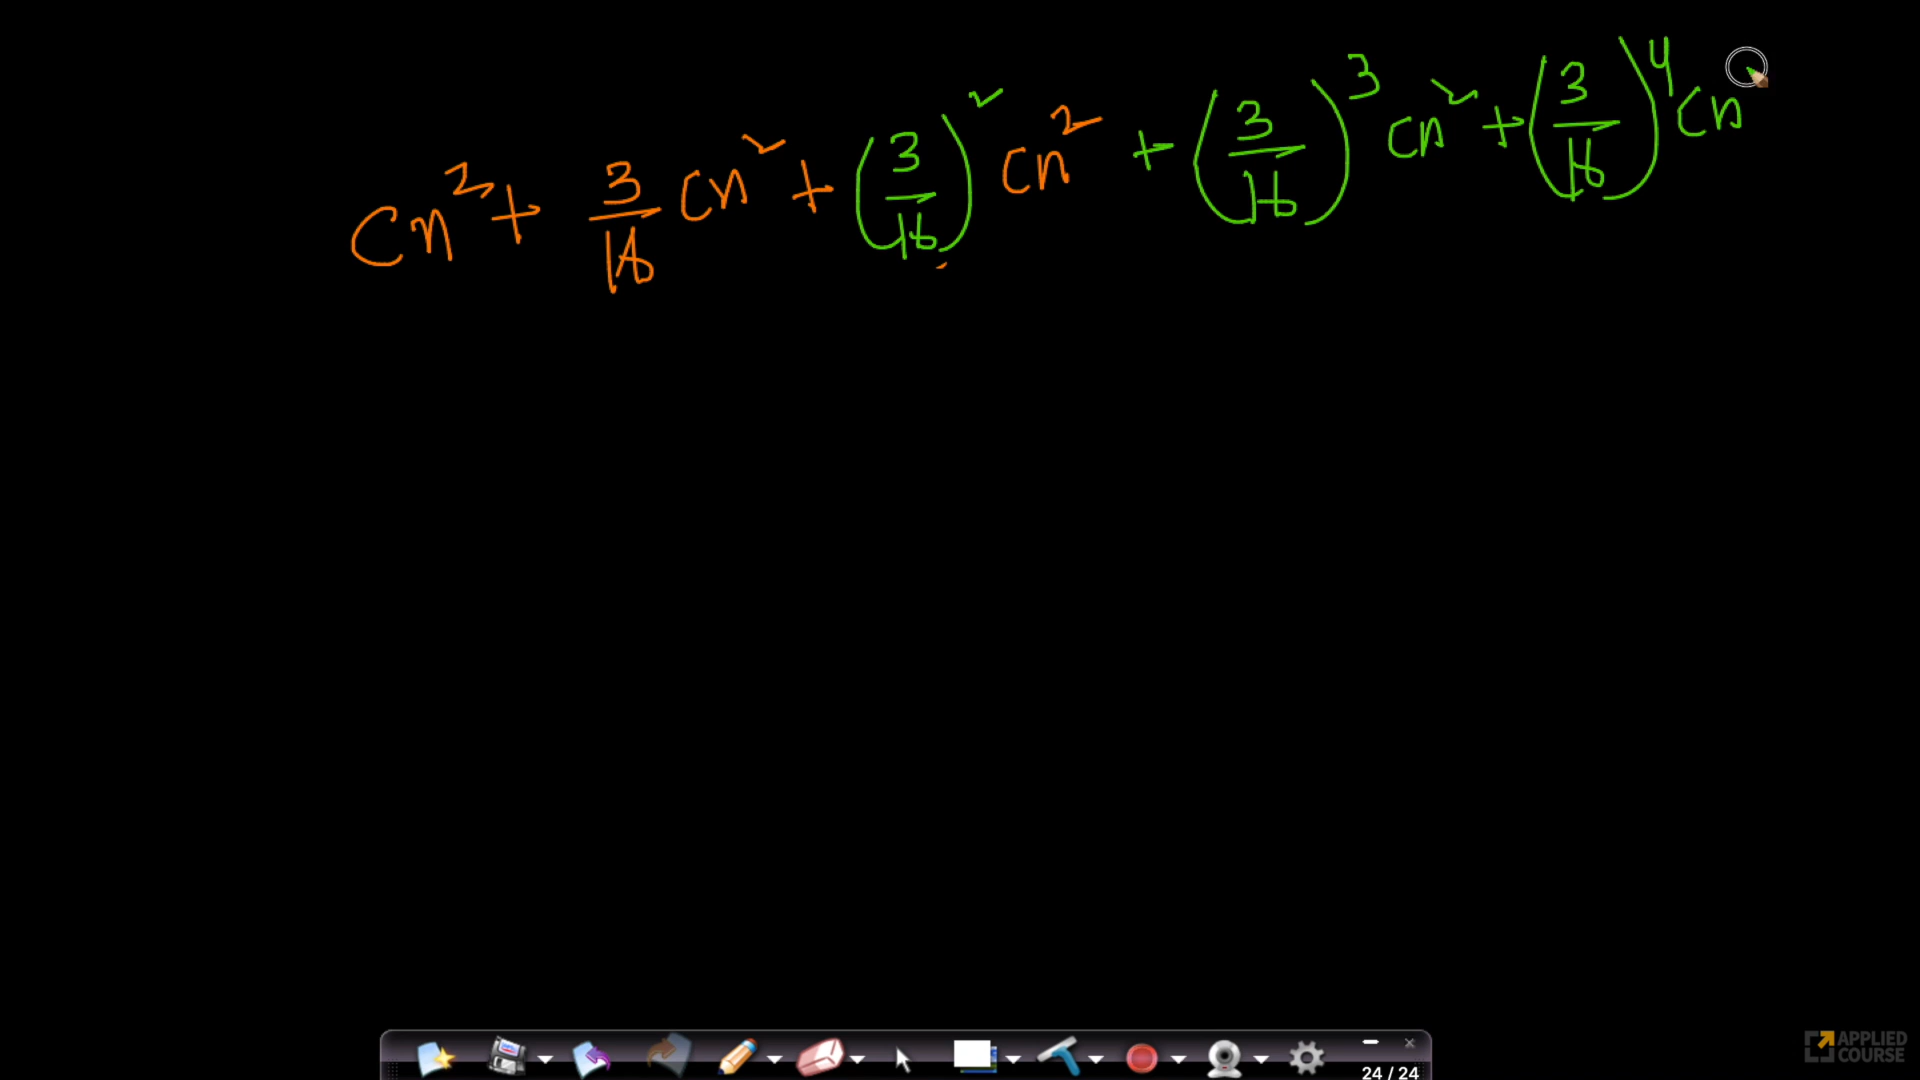 Cn² + 3/16 Cn² + (3/16)² Cn² + (3/16)³ Cn² + (3/16)⁴ Cn
24 / 24
APPLIED
COURSE